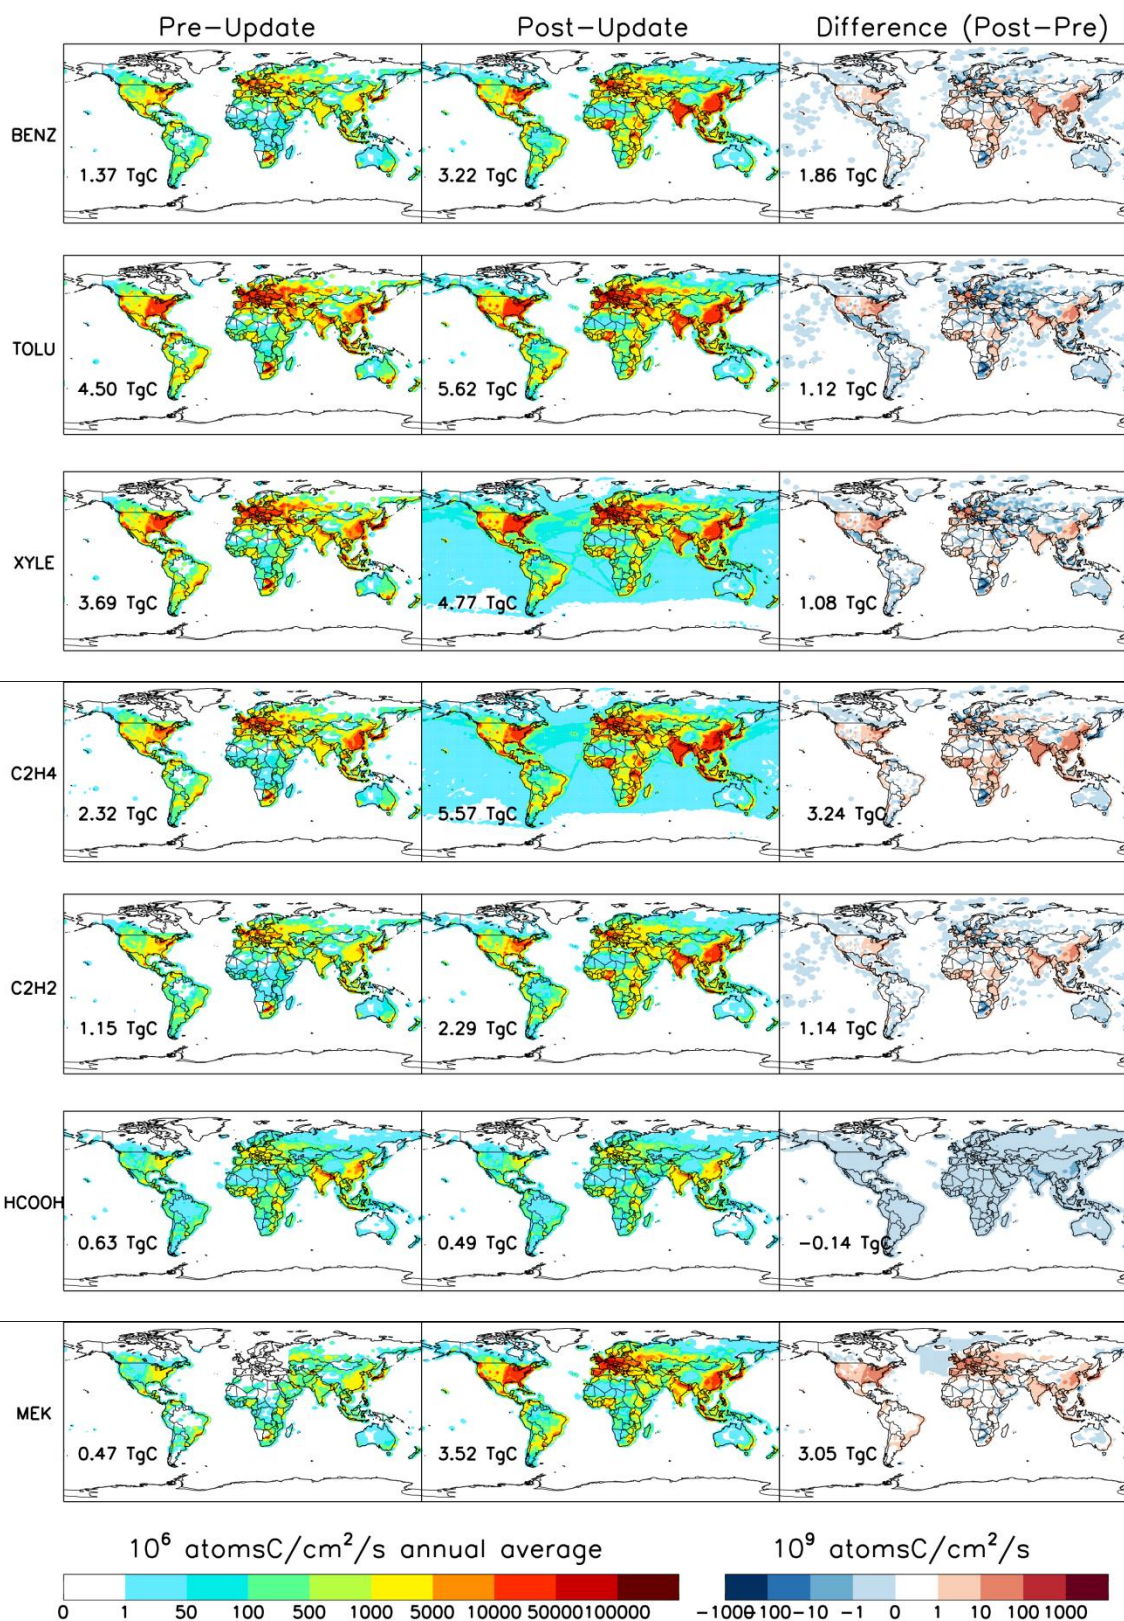 Pre-Update Post-Update Difference (Post-Pre)
BENZ 1.37 TgC 3.22 TgC 1.86 TgC
TOLU 4.50 TgC 5.62 TgC 1.12 TgC
XYLE 3.69 TgC 4.77 TgC 1.08 TgC
C2H4 2.32 TgC 5.57 TgC 3.24 TgC
C2H2 1.15 TgC 2.29 TgC 1.14 TgC
HCOOH 0.63 TgC 0.49 TgC -0.14 TgC
MEK 0.47 TgC 3.52 TgC 3.05 TgC
10⁶ atomsC/cm²/s annual average 10⁹ atomsC/cm²/s
0 1 50 100 500 1000 5000 10000 50000 100000 -1000 -100 -10 -1 0 1 10 100 1000